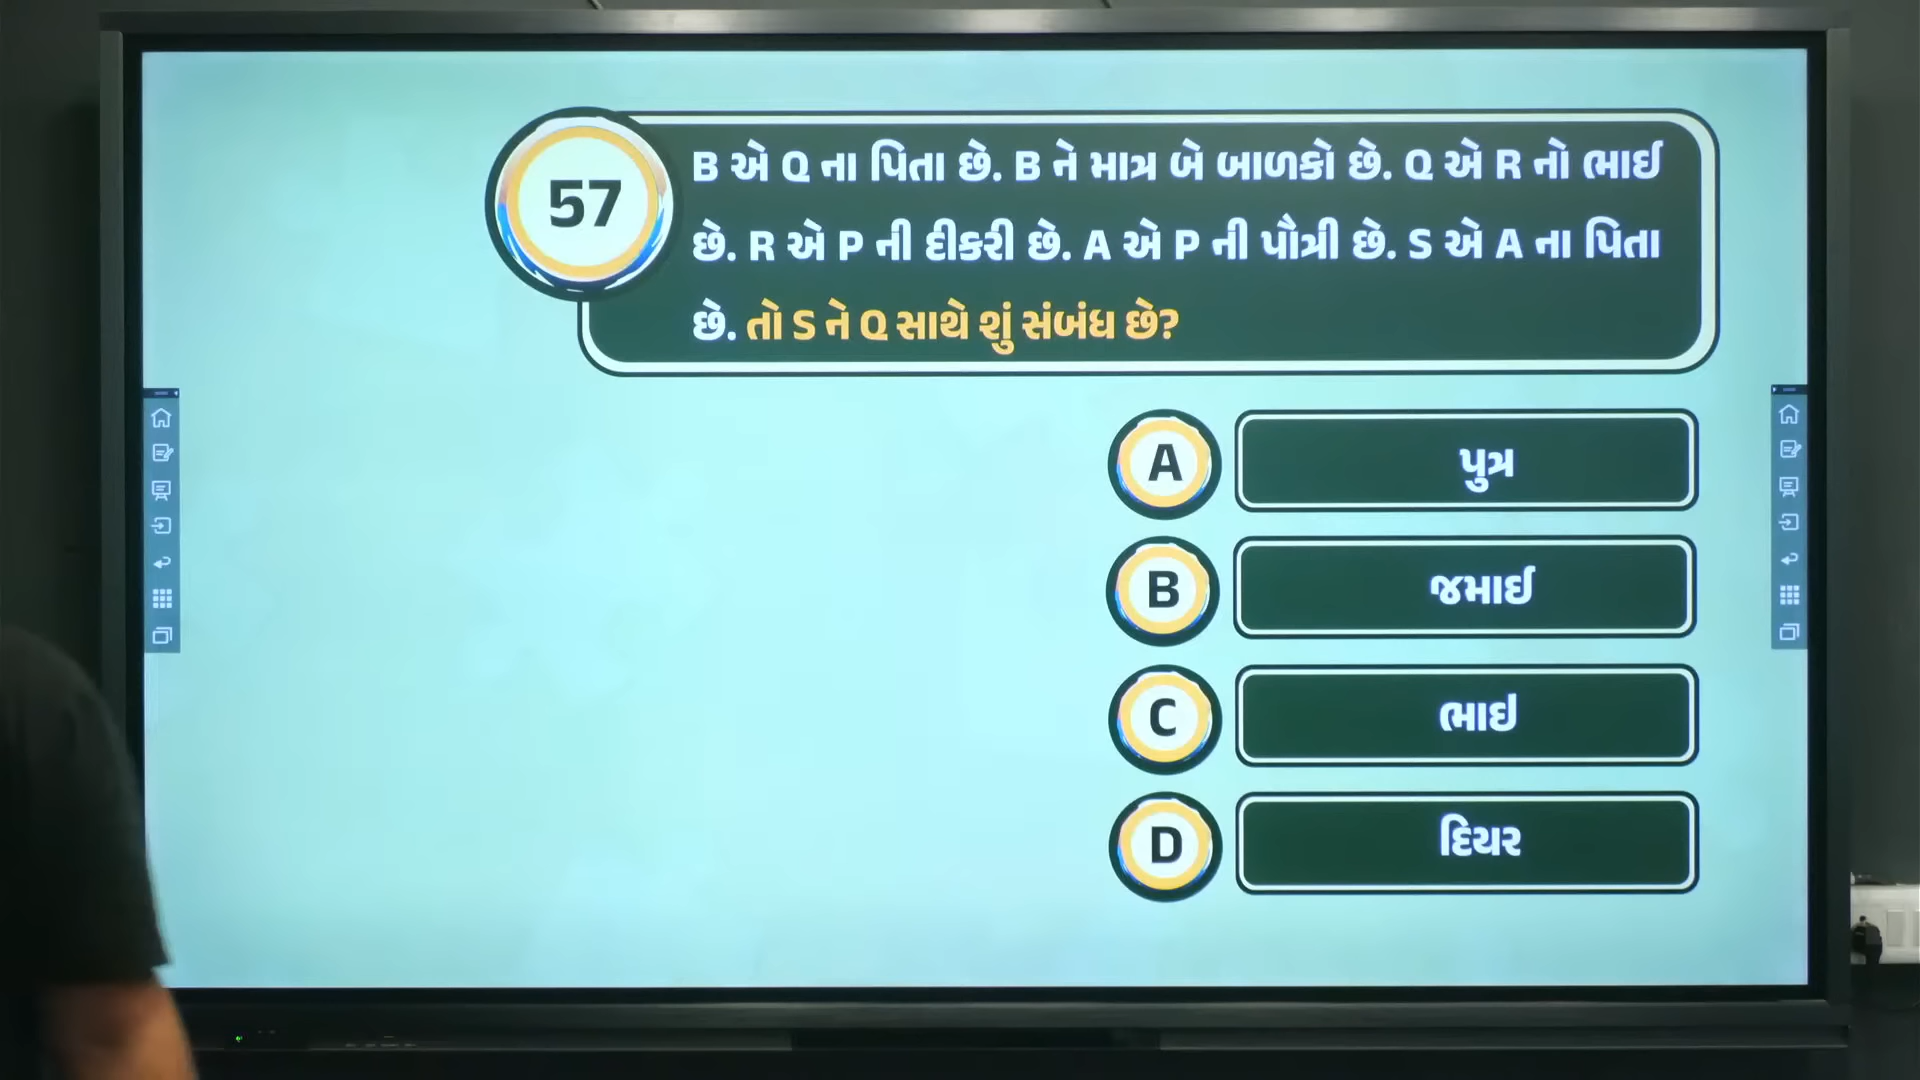 57
B એ Q ના પિતા છે. B ને માત્ર બે બાળકો છે. Q એ R નો ભાઈ
છે. R એ P ની દીકરી છે. A એ P ની પૌત્રી છે. S એ A ના પિતા
છે. તો S ને Q સાથે શું સંબંધ છે?
A પુત્ર
B જમાઈ
C ભાઇ
D દિયર